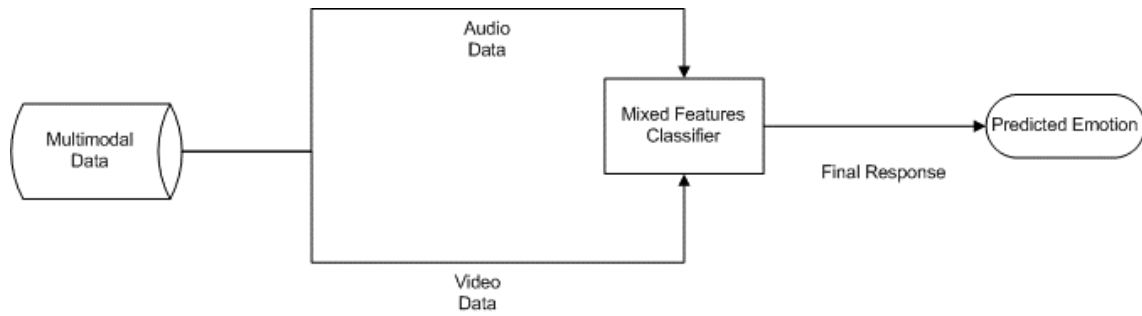 Audio
Data
Multimodal
Data
Mixed Features
Classifier
Predicted Emotion
Final Response
Video
Data